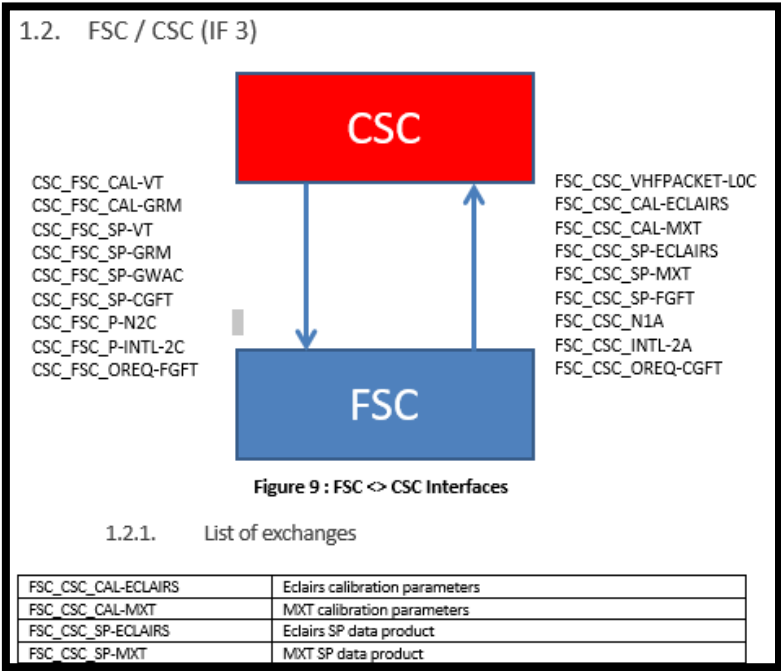 1.2. FSC / CSC (IF 3)
CSC
CSC_FSC_CAL-VT
CSC_FSC_CAL-GRM
CSC_FSC_SP-VT
CSC_FSC_SP-GRM
CSC_FSC_SP-GWAC
CSC_FSC_SP-CGFT
CSC_FSC_P-N2C
CSC_FSC_P-INTL-2C
CSC_FSC_OREQ-FGFT
FSC_CSC_VHFPACKET-L0C
FSC_CSC_CAL-ECLAIRS
FSC_CSC_CAL-MXT
FSC_CSC_SP-ECLAIRS
FSC_CSC_SP-MXT
FSC_CSC_SP-FGFT
FSC_CSC_N1A
FSC_CSC_INTL-2A
FSC_CSC_OREQ-CGFT
FSC
Figure 9 : FSC <> CSC Interfaces
1.2.1. List of exchanges
FSC_CSC_CAL-ECLAIRS Eclairs calibration parameters
FSC_CSC_CAL-MXT MXT calibration parameters
FSC_CSC_SP-ECLAIRS Eclairs SP data product
FSC_CSC_SP-MXT MXT SP data product